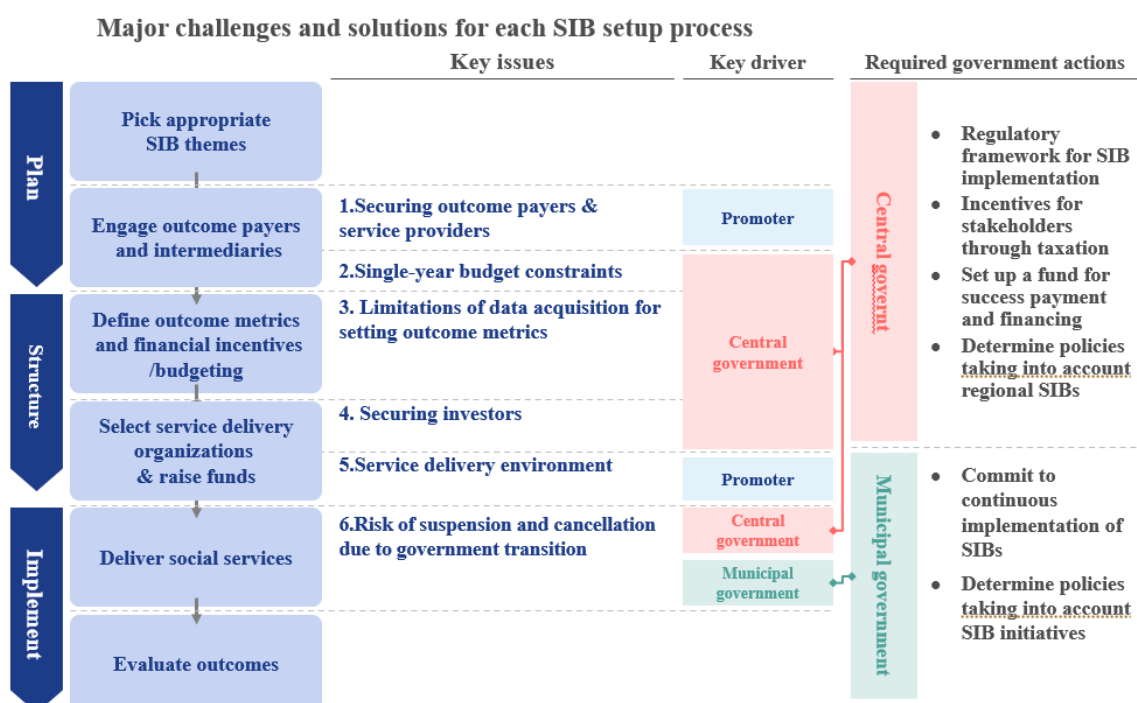 Major challenges and solutions for each SIB setup process
Key issues
Key driver
Required government actions
Plan
Pick appropriate
SIB themes
Engage outcome payers
and intermediaries
1.Securing outcome payers &
service providers
Promoter
2.Single-year budget constraints
Structure
Define outcome metrics
and financial incentives
/budgeting
3. Limitations of data acquisition for
setting outcome metrics
Central
government
Select service delivery
organizations
& raise funds
4. Securing investors
5.Service delivery environment
Promoter
Implement
Deliver social services
6.Risk of suspension and cancellation
due to government transition
Central
government
Municipal
government
Evaluate outcomes
Central governt
● Regulatory
framework for SIB
implementation
● Incentives for
stakeholders
through taxation
● Set up a fund for
success payment
and financing
● Determine policies
taking into account
regional SIBs
Municipal government
● Commit to
continuous
implementation of
SIBs
● Determine policies
taking into account
SIB initiatives